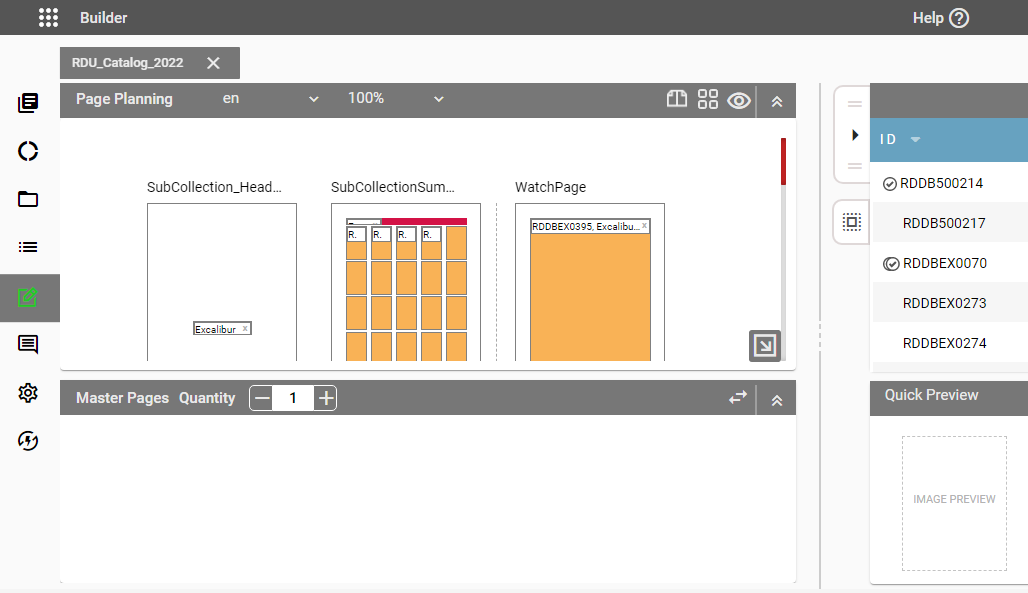 Builder
Help ?
RDU_Catalog_2022
Page Planning en 100%
SubCollection_Head... SubCollectionSum... WatchPage
RDDBEX0395, Excalibu... x
R. R. R. R.
Excalibur x
ID
RDDB500214
RDDB500217
RDDBEX0070
RDDBEX0273
RDDBEX0274
Master Pages Quantity 1
Quick Preview
IMAGE PREVIEW